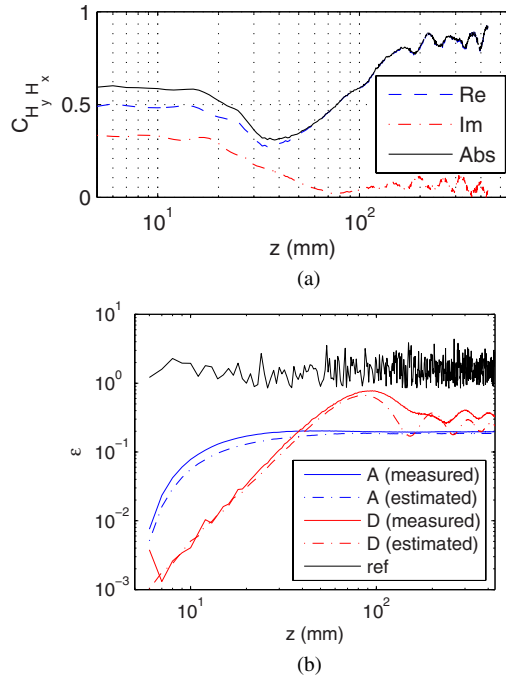 1
0.5
0
C_{H_y H_x}
Re
Im
Abs
10^1
10^2
z (mm)
(a)
10^1
10^0
10^{-1}
10^{-2}
10^{-3}
ε
A (measured)
A (estimated)
D (measured)
D (estimated)
ref
10^1
10^2
z (mm)
(b)